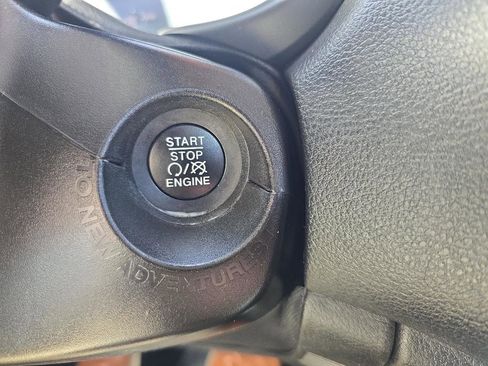 START
STOP
ENGINE
TO NEW ADVENTURES